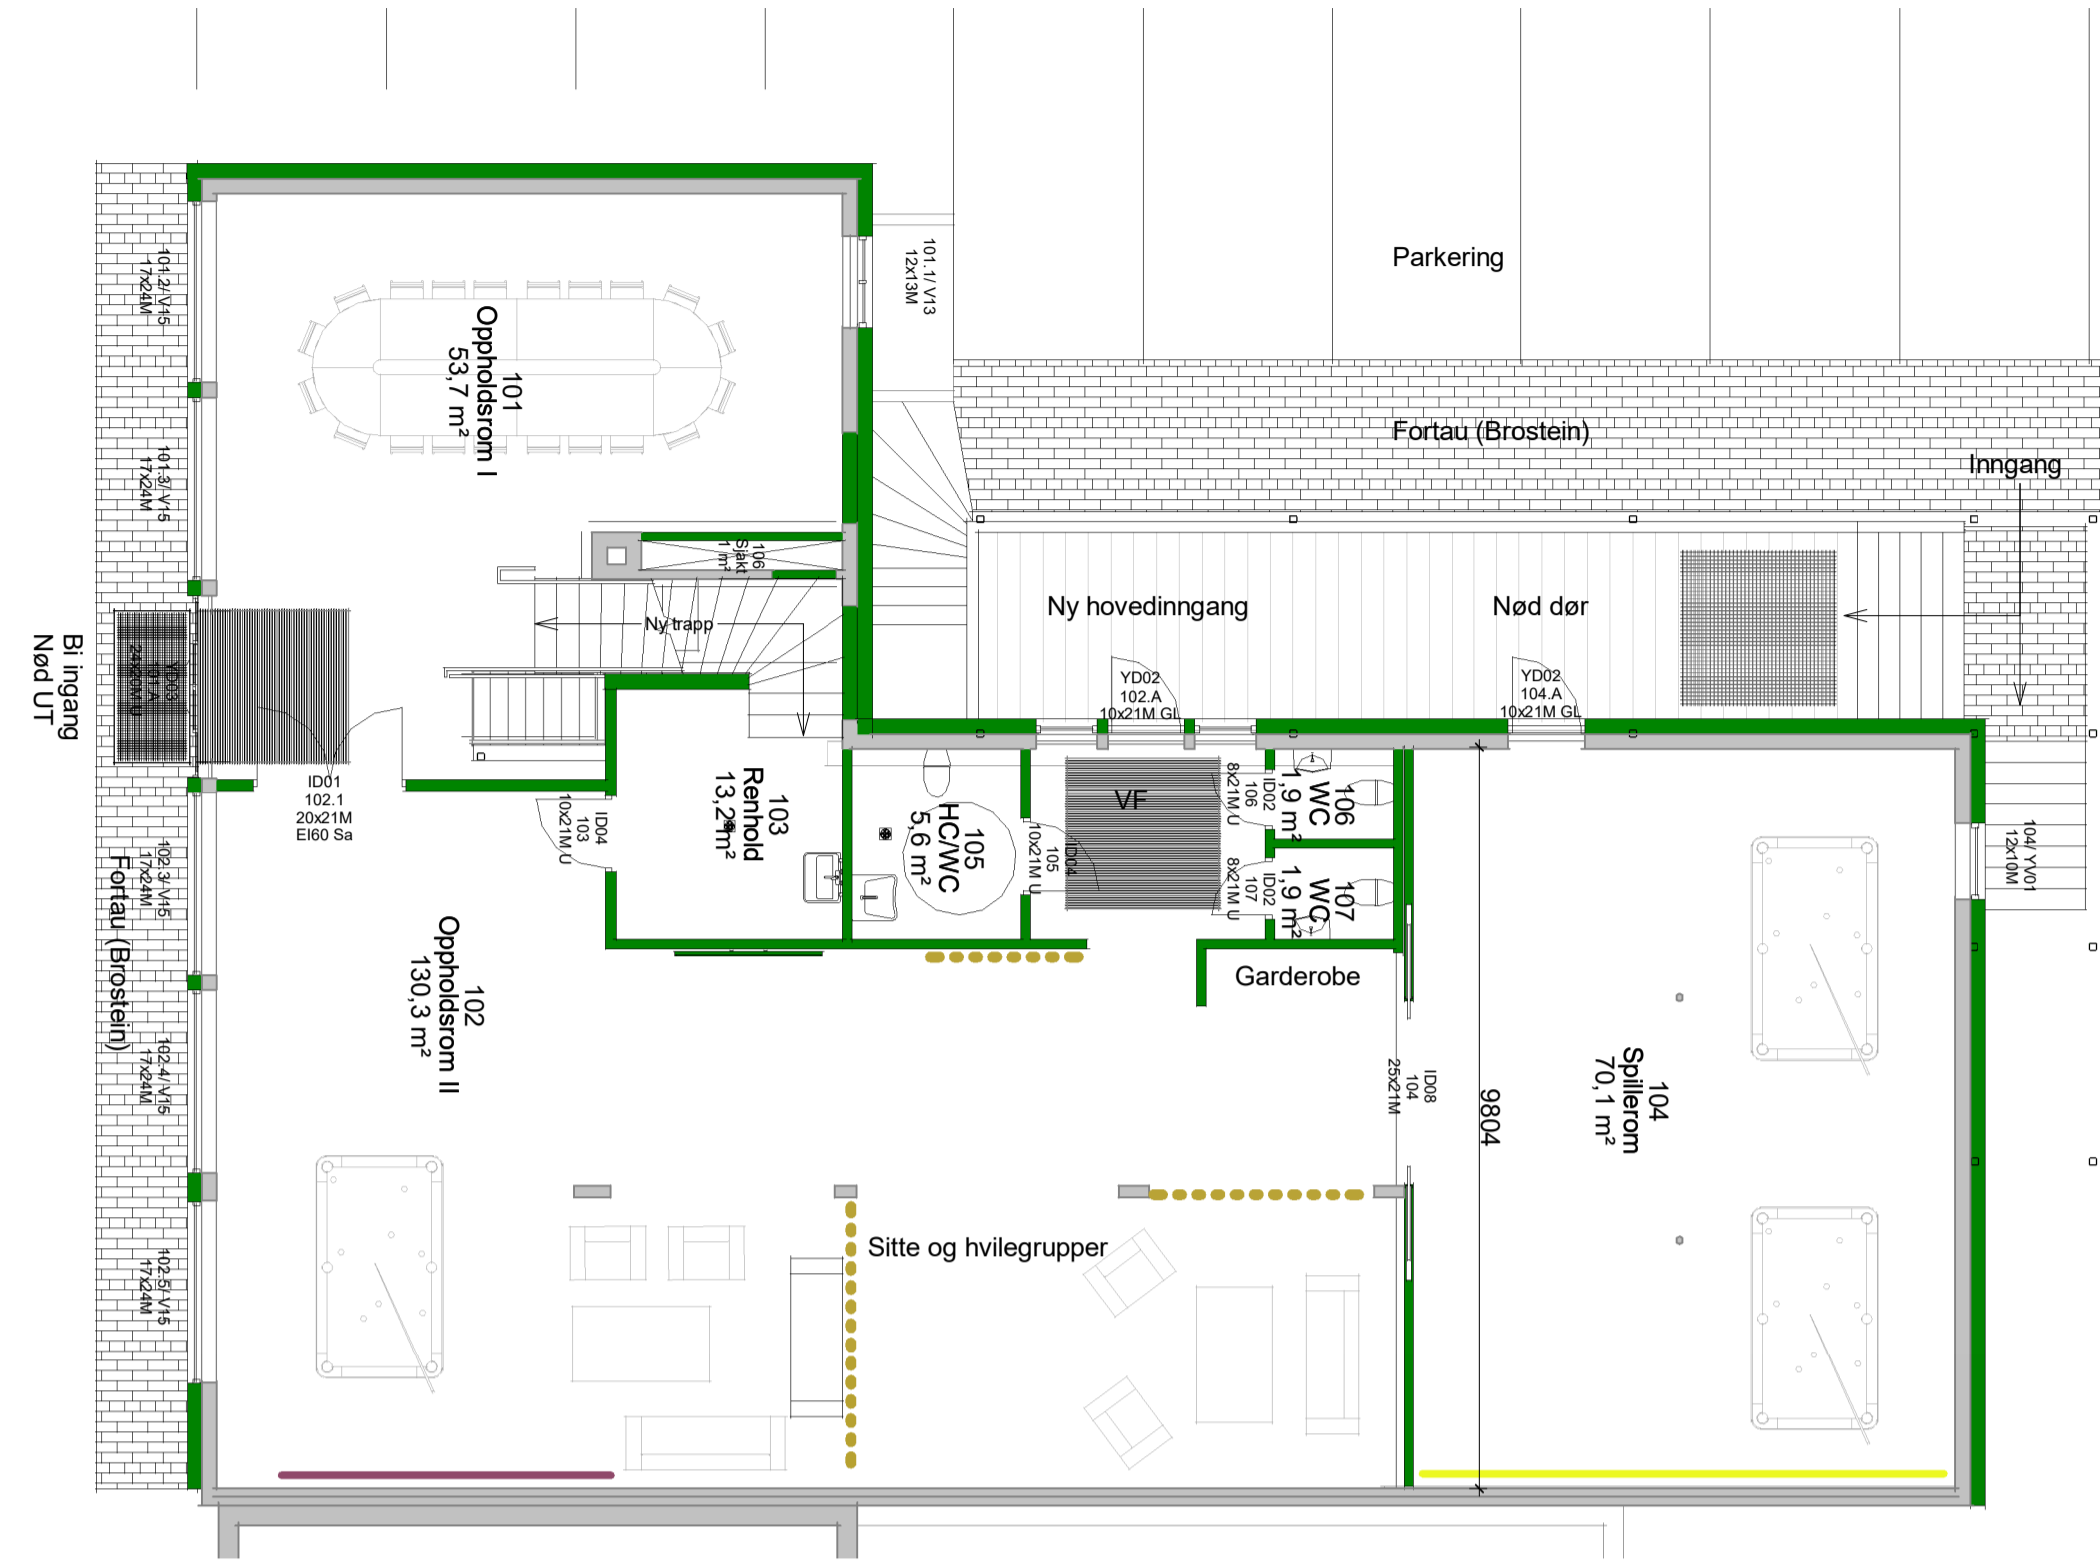 Parkering
101.1/ V13
12x13M
101.2/ V15
17x24M
101
Oppholdsrom I
53,7 m²
Fortau (Brostein)
Inngang
101.3/ V15
17x24M
106
Sjakt
1 m²
Ny trapp
Ny hovedinngang
Nød dør
Bi ingang
Nød UT
YD03
101.A
24x20M U
YD02
102.A
10x21M GL
YD02
104.A
10x21M GL
ID01
102.1
20x21M
EI60 Sa
ID04
103
10x21M U
103
Renhold
13,2 m²
105
HC/WC
5,6 m²
ID04
105
10x21M U
VF
ID02
106
8x21M U
106
WC
1,9 m²
ID02
107
8x21M U
107
WC
1,9 m²
104/ YV01
12x10M
102.3/ V15
17x24M
Fortau (Brostein)
102
Oppholdsrom II
130,3 m²
Garderobe
102.4/ V15
17x24M
ID08
104
25x21M
9804
104
Spillerom
70,1 m²
102.5/ V15
17x24M
Sitte og hvilegrupper